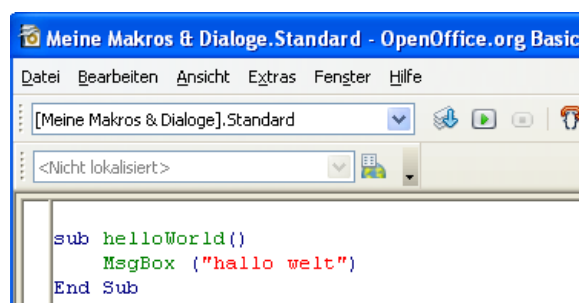 Meine Makros & Dialoge.Standard - OpenOffice.org Basic
Datei Bearbeiten Ansicht Extras Fenster Hilfe
[Meine Makros & Dialoge].Standard
<Nicht lokalisiert>
sub helloWorld()
MsgBox ("hallo welt")
End Sub